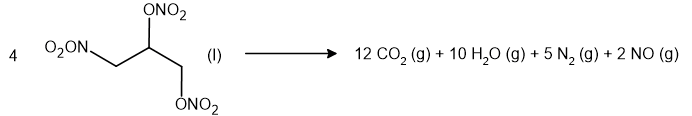 ONO₂
4 O₂ON (l) 12 CO₂ (g) + 10 H₂O (g) + 5 N₂ (g) + 2 NO (g)
ONO₂